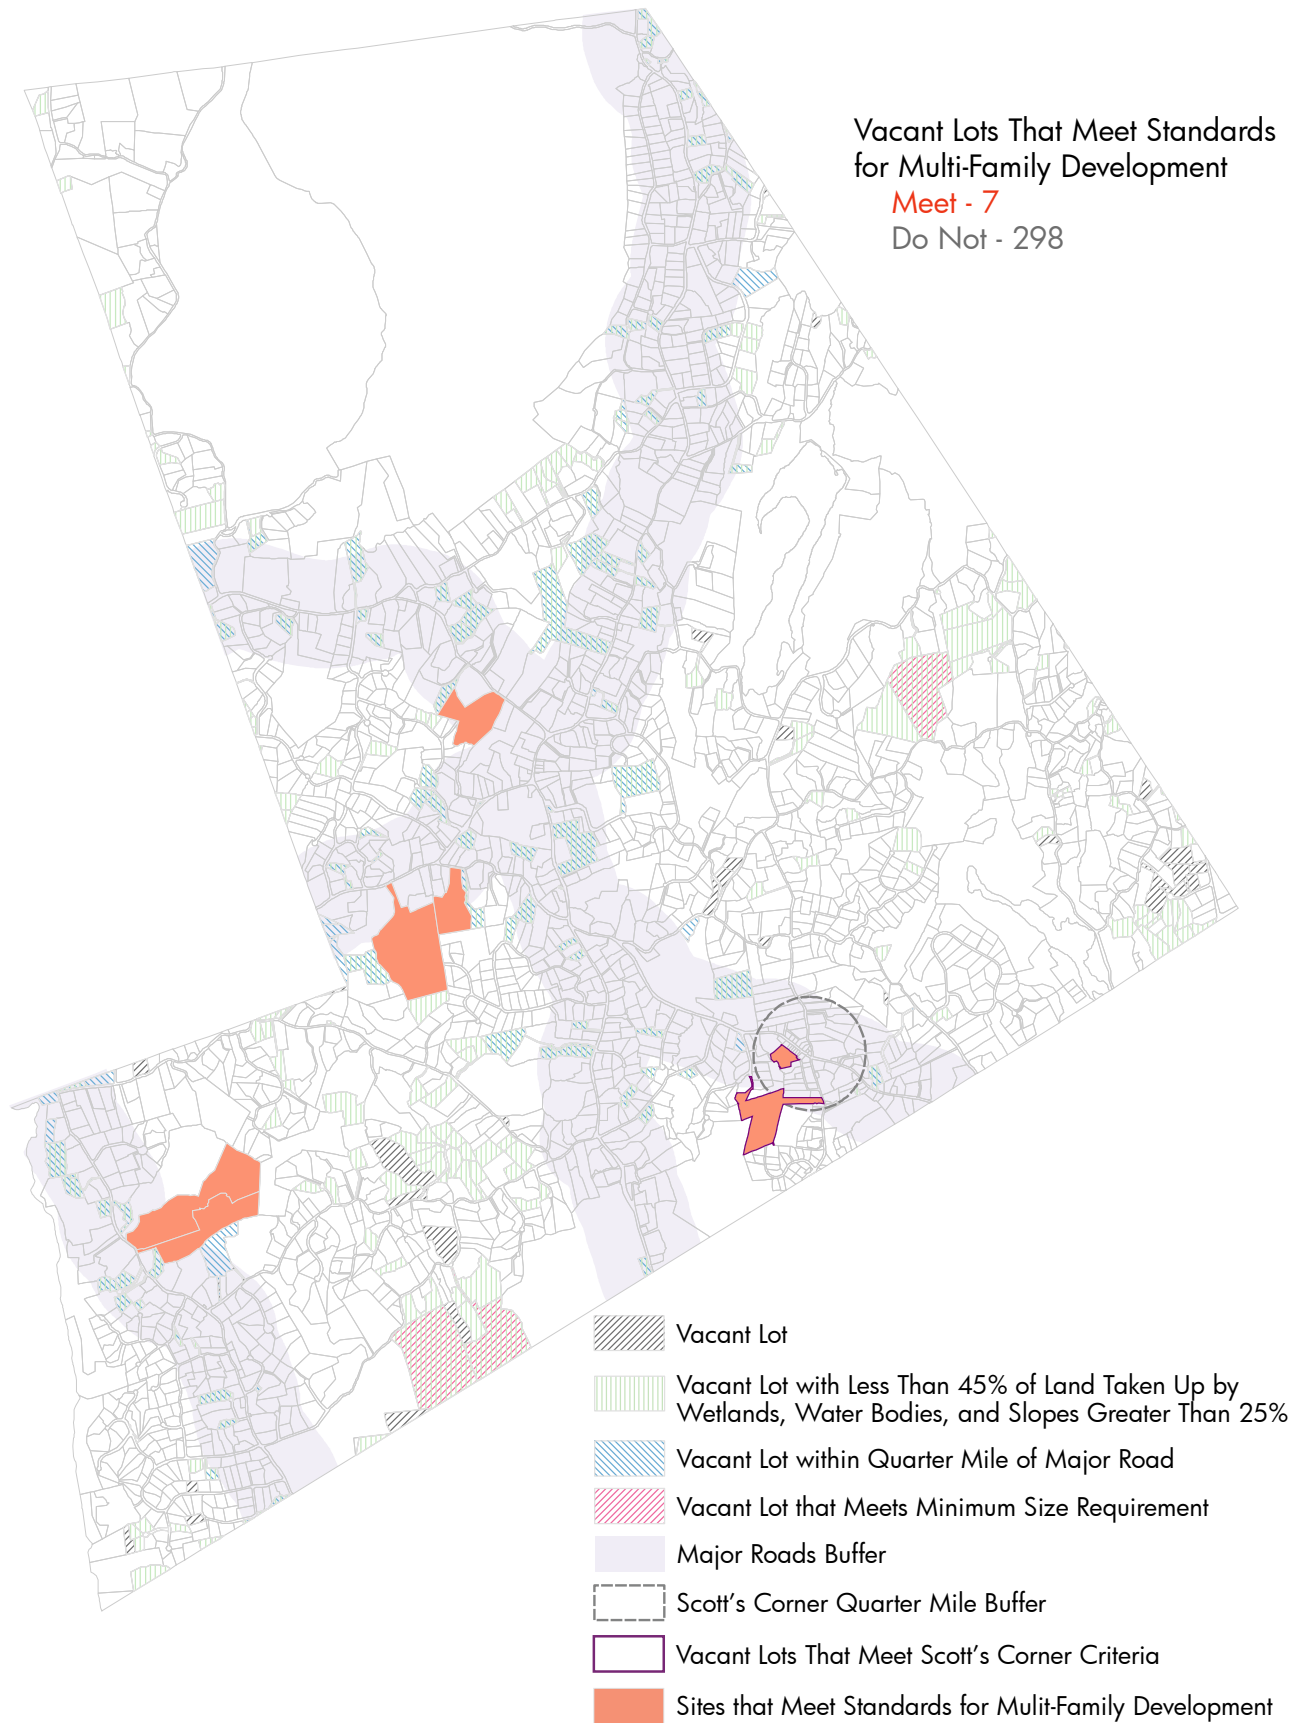 Vacant Lots That Meet Standards
for Multi-Family Development
Meet - 7
Do Not - 298
Vacant Lot
Vacant Lot with Less Than 45% of Land Taken Up by
Wetlands, Water Bodies, and Slopes Greater Than 25%
Vacant Lot within Quarter Mile of Major Road
Vacant Lot that Meets Minimum Size Requirement
Major Roads Buffer
Scott's Corner Quarter Mile Buffer
Vacant Lots That Meet Scott's Corner Criteria
Sites that Meet Standards for Mulit-Family Development